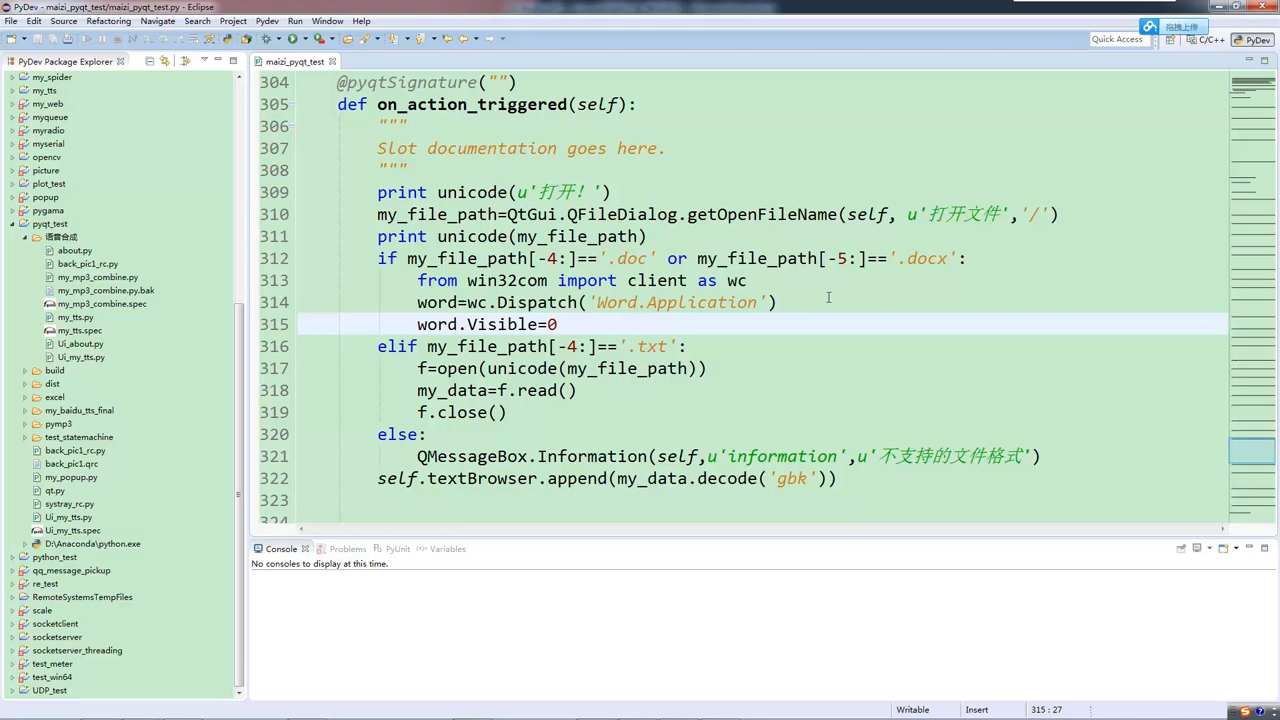 PyDev - maizi_pyqt_test/maizi_pyqt_test.py - Eclipse
File Edit Source Refactoring Navigate Search Project Pydev Run Window Help
拖拽上传
Quick Access
C/C++
PyDev
PyDev Package Explorer
my_spider
my_tts
my_web
myqueue
myradio
myserial
opencv
picture
plot_test
popup
pygama
pyqt_test
语音合成
about.py
back_pic1_rc.py
my_mp3_combine.py
my_mp3_combine.py.bak
my_mp3_combine.spec
my_tts.py
my_tts.spec
Ui_about.py
Ui_my_tts.py
build
dist
excel
my_baidu_tts_final
pymp3
test_statemachine
back_pic1_rc.py
back_pic1.qrc
my_popup.py
qt.py
systray_rc.py
Ui_my_tts.py
Ui_my_tts.spec
D:\Anaconda\python.exe
python_test
qq_message_pickup
re_test
RemoteSystemsTempFiles
scale
socketclient
socketserver
socketserver_threading
test_meter
test_win64
UDP_test
maizi_pyqt_test
304 @pyqtSignature("")
305 def on_action_triggered(self):
306 """
307 Slot documentation goes here.
308 """
309 print unicode(u'打开！')
310 my_file_path=QtGui.QFileDialog.getOpenFileName(self, u'打开文件','/')
311 print unicode(my_file_path)
312 if my_file_path[-4:]=='.doc' or my_file_path[-5:]=='.docx':
313 from win32com import client as wc
314 word=wc.Dispatch('Word.Application')
315 word.Visible=0
316 elif my_file_path[-4:]=='.txt':
317 f=open(unicode(my_file_path))
318 my_data=f.read()
319 f.close()
320 else:
321 QMessageBox.Information(self,u'information',u'不支持的文件格式')
322 self.textBrowser.append(my_data.decode('gbk'))
323
324
Console Problems PyUnit Variables
No consoles to display at this time.
Writable Insert 315 : 27